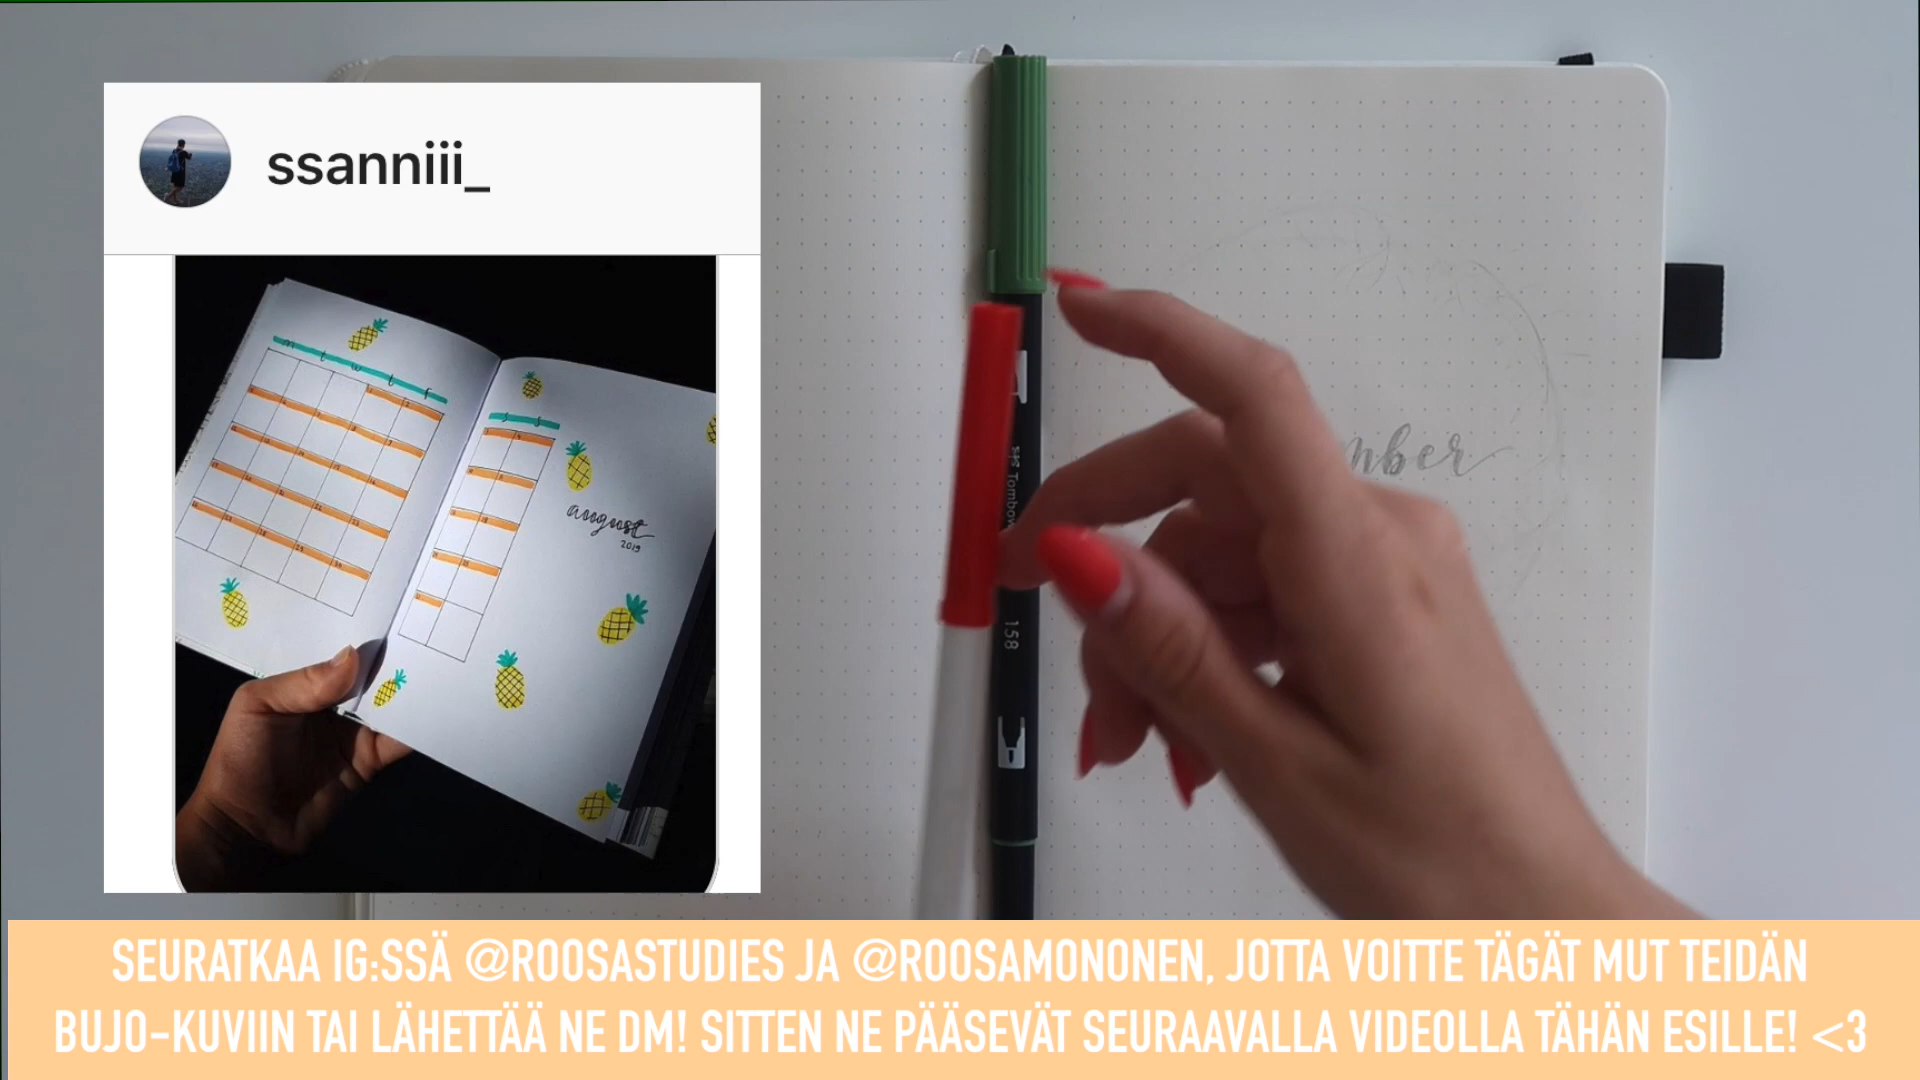 ssanniii_
m t w t f
s s
august
2019
mber
Tombow
158
SEURATKAA IG:SSÄ @ROOSASTUDIES JA @ROOSAMONONEN, JOTTA VOITTE TÄGÄT MUT TEIDÄN
BUJO-KUVIIN TAI LÄHETTÄÄ NE DM! SITTEN NE PÄÄSEVÄT SEURAAVALLA VIDEOLLA TÄHÄN ESILLE! <3